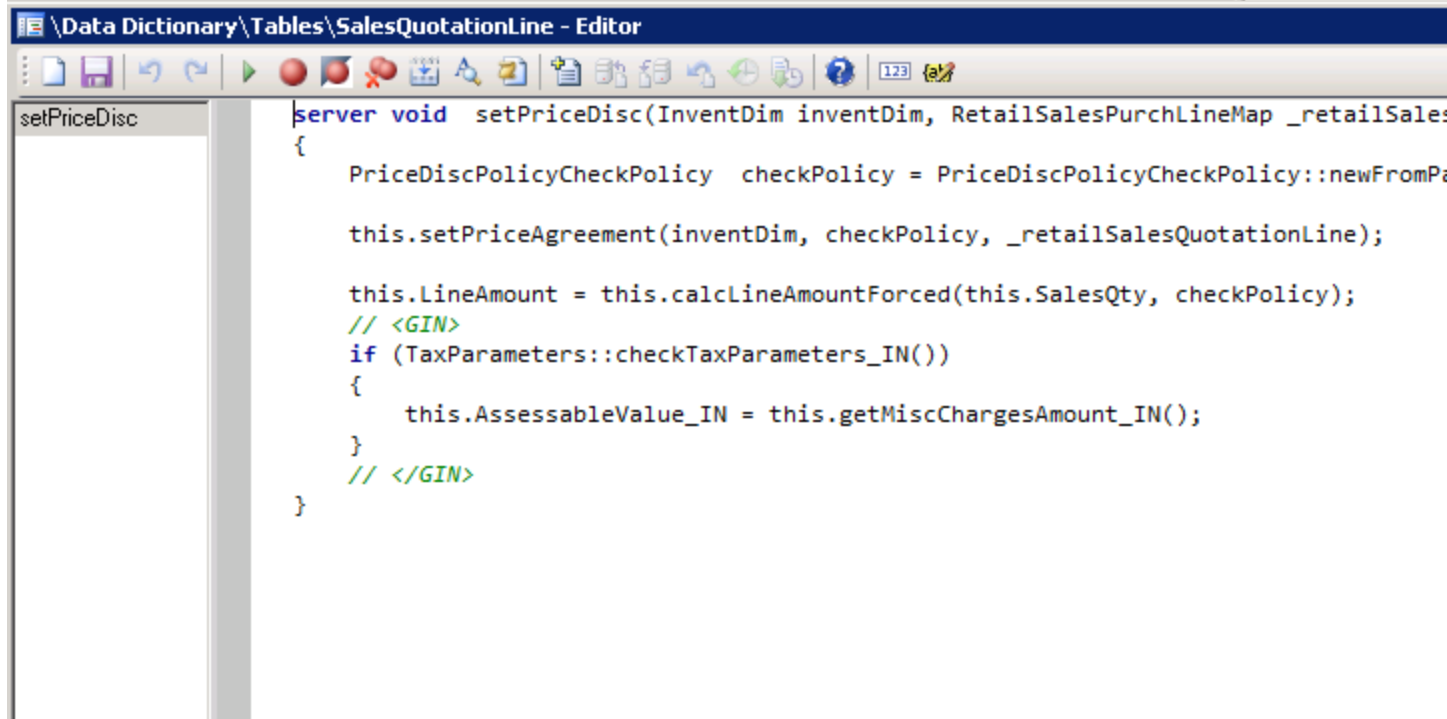 \Data Dictionary\Tables\SalesQuotationLine - Editor
123
setPriceDisc
server void  setPriceDisc(InventDim inventDim, RetailSalesPurchLineMap _retailSales
{
    PriceDiscPolicyCheckPolicy  checkPolicy = PriceDiscPolicyCheckPolicy::newFromPa
    this.setPriceAgreement(inventDim, checkPolicy, _retailSalesQuotationLine);
    this.LineAmount = this.calcLineAmountForced(this.SalesQty, checkPolicy);
    // <GIN>
    if (TaxParameters::checkTaxParameters_IN())
    {
        this.AssessableValue_IN = this.getMiscChargesAmount_IN();
    }
    // </GIN>
}